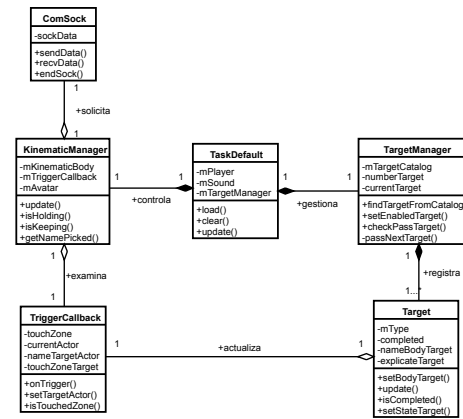 ComSock
-sockData
+sendData()
+recvData()
+endSock()
1
+solicita
1
KinematicManager
-mKinematicBody
-mTriggerCallback
-mAvatar
+update()
+isHolding()
+isKeeping()
+getNamePicked()
1
+controla
1
TaskDefault
-mPlayer
-mSound
-mTargetManager
+load()
+clear()
+update()
1
+gestiona
1
TargetManager
-mTargetCatalog
-numberTarget
-currentTarget
+findTargetFromCatalog()
+setEnabledTarget()
+checkPassTarget()
-passNextTarget()
1
+examina
1
1
+registra
1...*
TriggerCallback
-touchZone
-currentActor
-nameTargetActor
-touchZoneTarget
+onTrigger()
+setTargetActor()
+isTouchedZone()
1
+actualiza
1
Target
-mType
-completed
-nameBodyTarget
-explicateTarget
+setBodyTarget()
+update()
+isCompleted()
+setStateTarget()